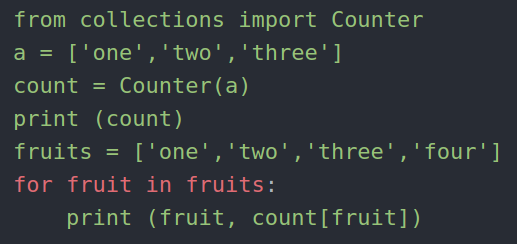 from collections import Counter
a = ['one','two','three']
count = Counter(a)
print (count)
fruits = ['one','two','three','four']
for fruit in fruits:
    print (fruit, count[fruit])